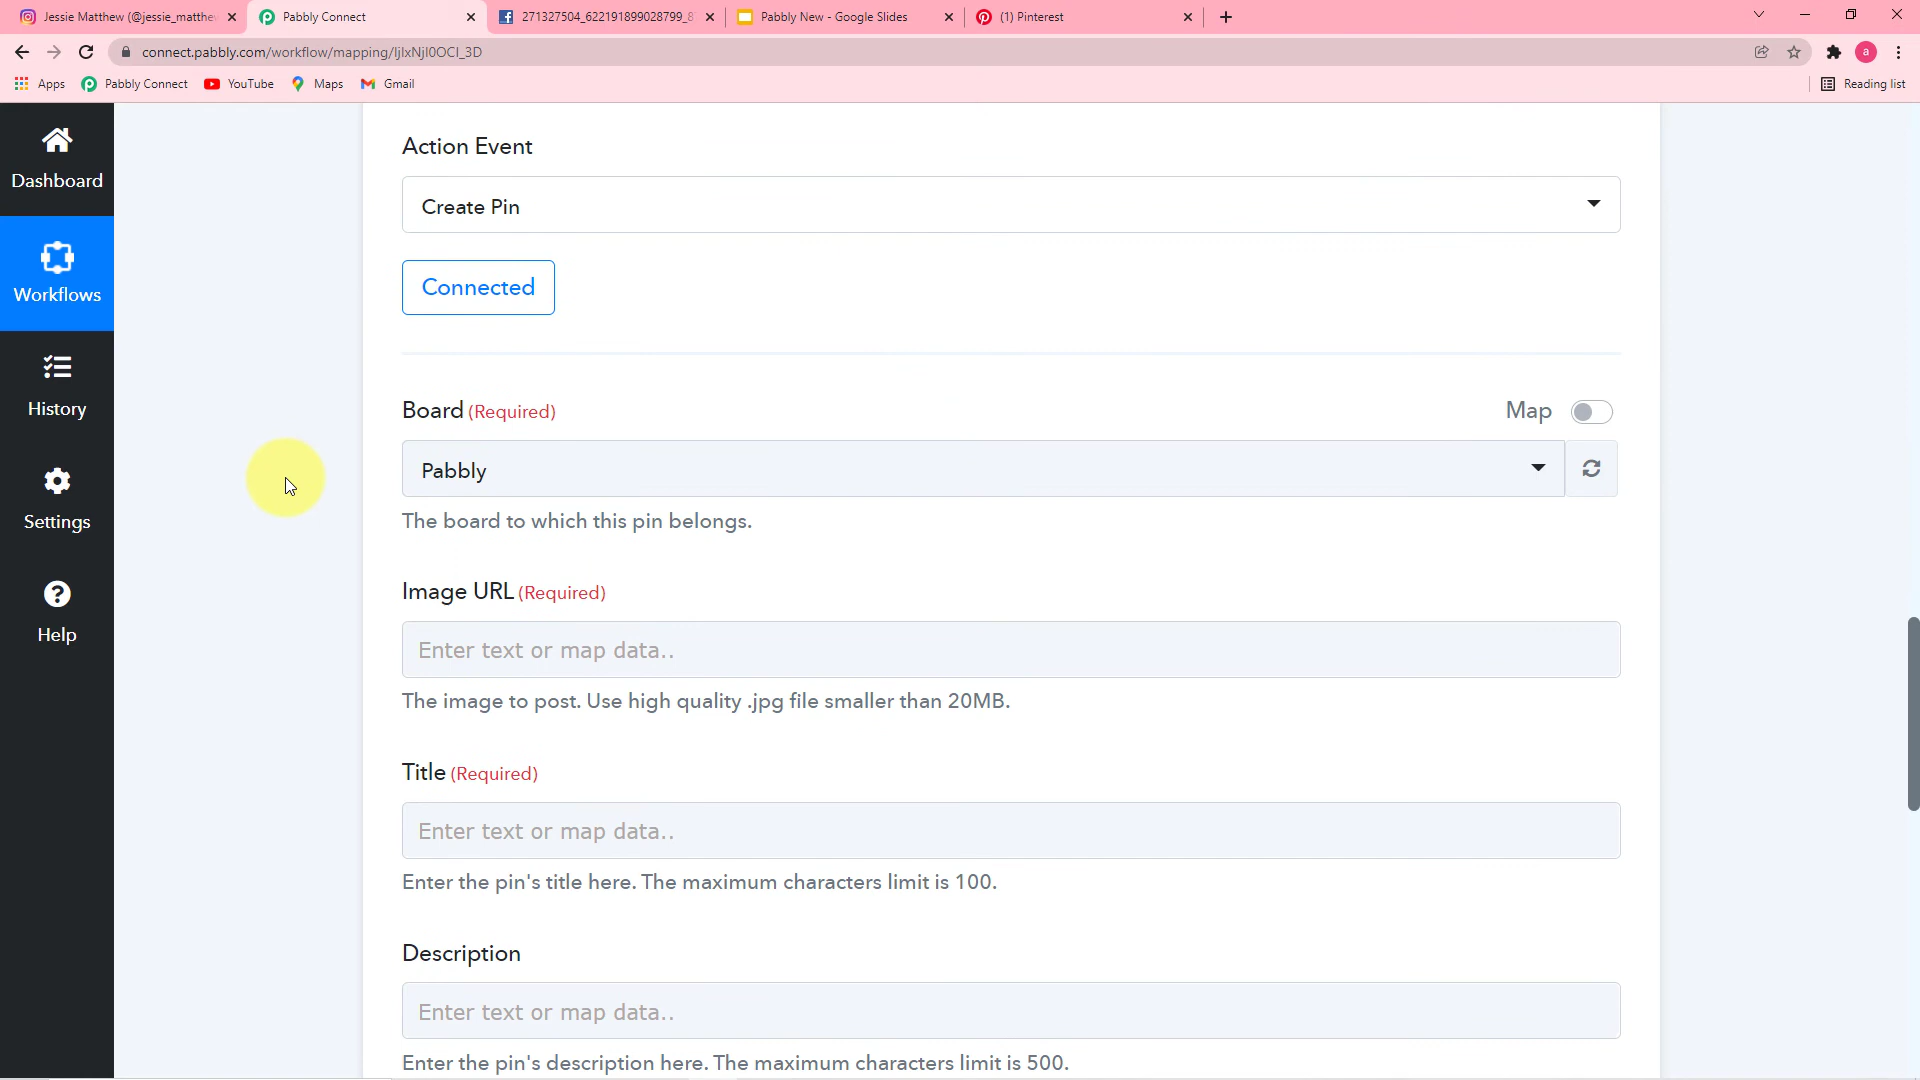 Jessie Matthew (@jessie_matthe
Pabbly Connect
271327504_622191899028799_8
Pabbly New - Google Slides
(1) Pinterest
connect.pabbly.com/workflow/mapping/IjIxNjI0OCI_3D
a
Apps
Pabbly Connect
YouTube
Maps
Gmail
Reading list
Dashboard
Workflows
History
Settings
Help
Action Event
Create Pin
Connected
Board (Required)
Map
Pabbly
The board to which this pin belongs.
Image URL (Required)
Enter text or map data..
The image to post. Use high quality .jpg file smaller than 20MB.
Title (Required)
Enter text or map data..
Enter the pin's title here. The maximum characters limit is 100.
Description
Enter text or map data..
Enter the pin's description here. The maximum characters limit is 500.